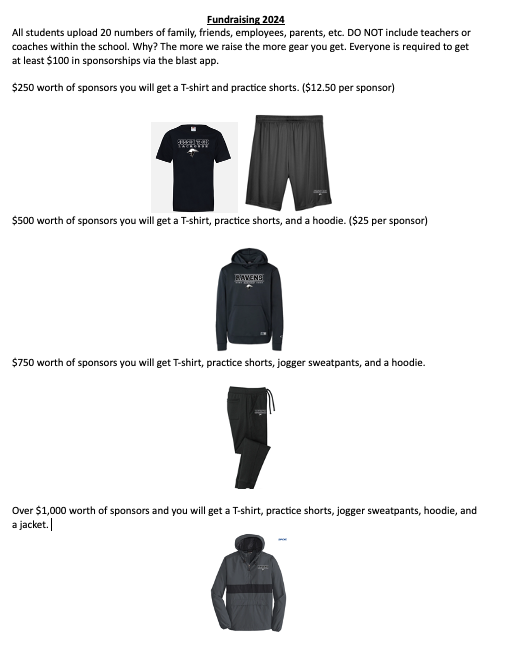 Fundraising 2024
All students upload 20 numbers of family, friends, employees, parents, etc. DO NOT include teachers or
coaches within the school. Why? The more we raise the more gear you get. Everyone is required to get
at least $100 in sponsorships via the blast app.
$250 worth of sponsors you will get a T-shirt and practice shorts. ($12.50 per sponsor)
$500 worth of sponsors you will get a T-shirt, practice shorts, and a hoodie. ($25 per sponsor)
RAVENS
$750 worth of sponsors you will get T-shirt, practice shorts, jogger sweatpants, and a hoodie.
Over $1,000 worth of sponsors and you will get a T-shirt, practice shorts, jogger sweatpants, hoodie, and
a jacket.